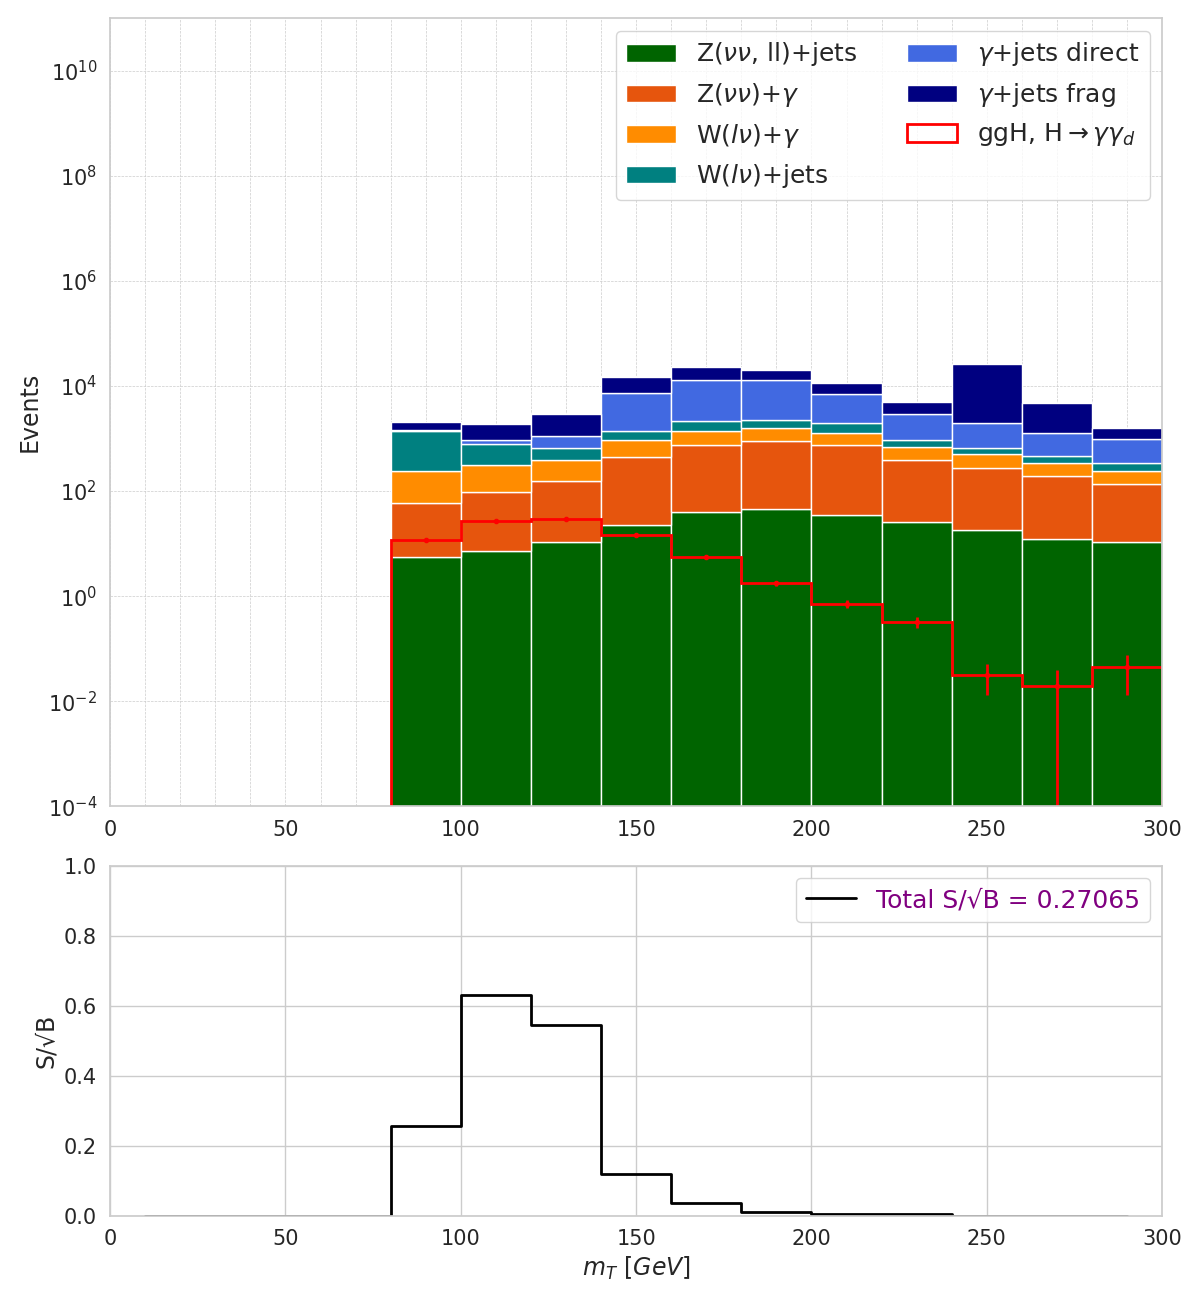 Z(νν, ll)+jets
Z(νν)+γ
W(lν)+γ
W(lν)+jets
γ+jets direct
γ+jets frag
ggH, H→γγ_d
Events
10^10
10^8
10^6
10^4
10^2
10^0
10^−2
10^−4
0 50 100 150 200 250 300
Total S/√B = 0.27065
S/√B
1.0
0.8
0.6
0.4
0.2
0.0
0 50 100 150 200 250 300
m_T [GeV]